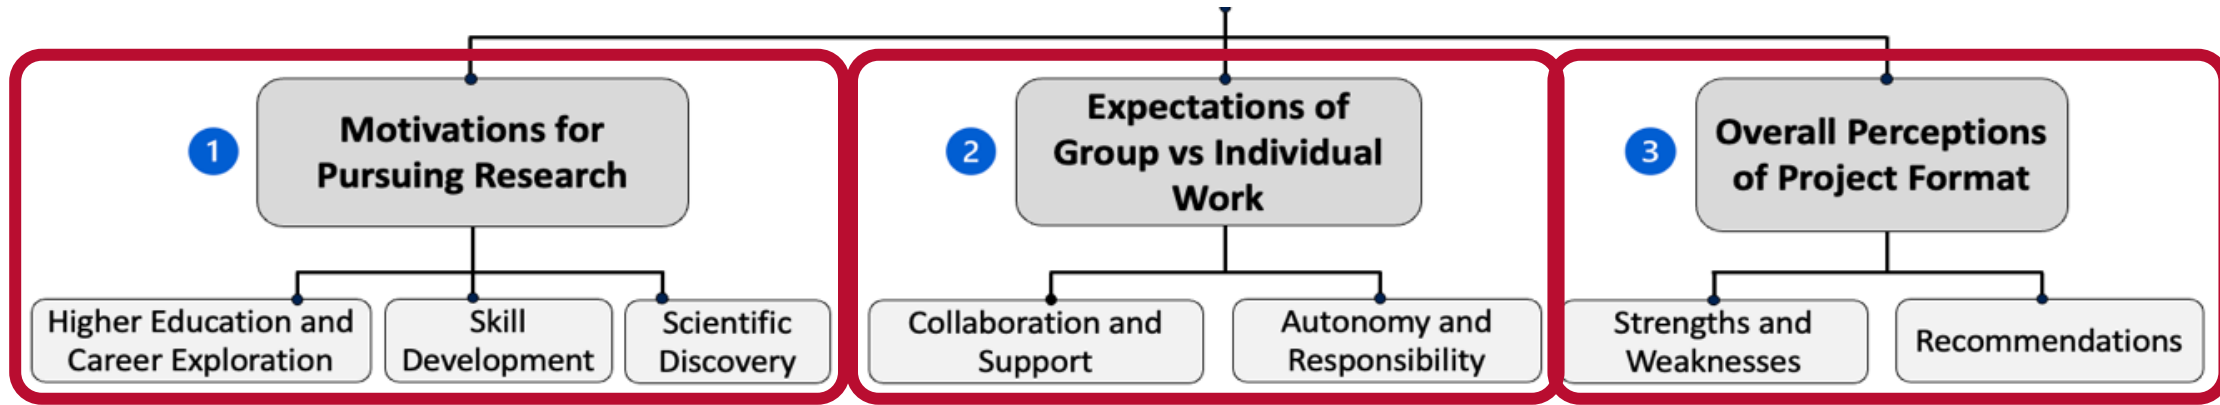 1
Motivations for
Pursuing Research
Higher Education and
Career Exploration
Skill
Development
Scientific
Discovery
2
Expectations of
Group vs Individual
Work
Collaboration and
Support
Autonomy and
Responsibility
3
Overall Perceptions
of Project Format
Strengths and
Weaknesses
Recommendations